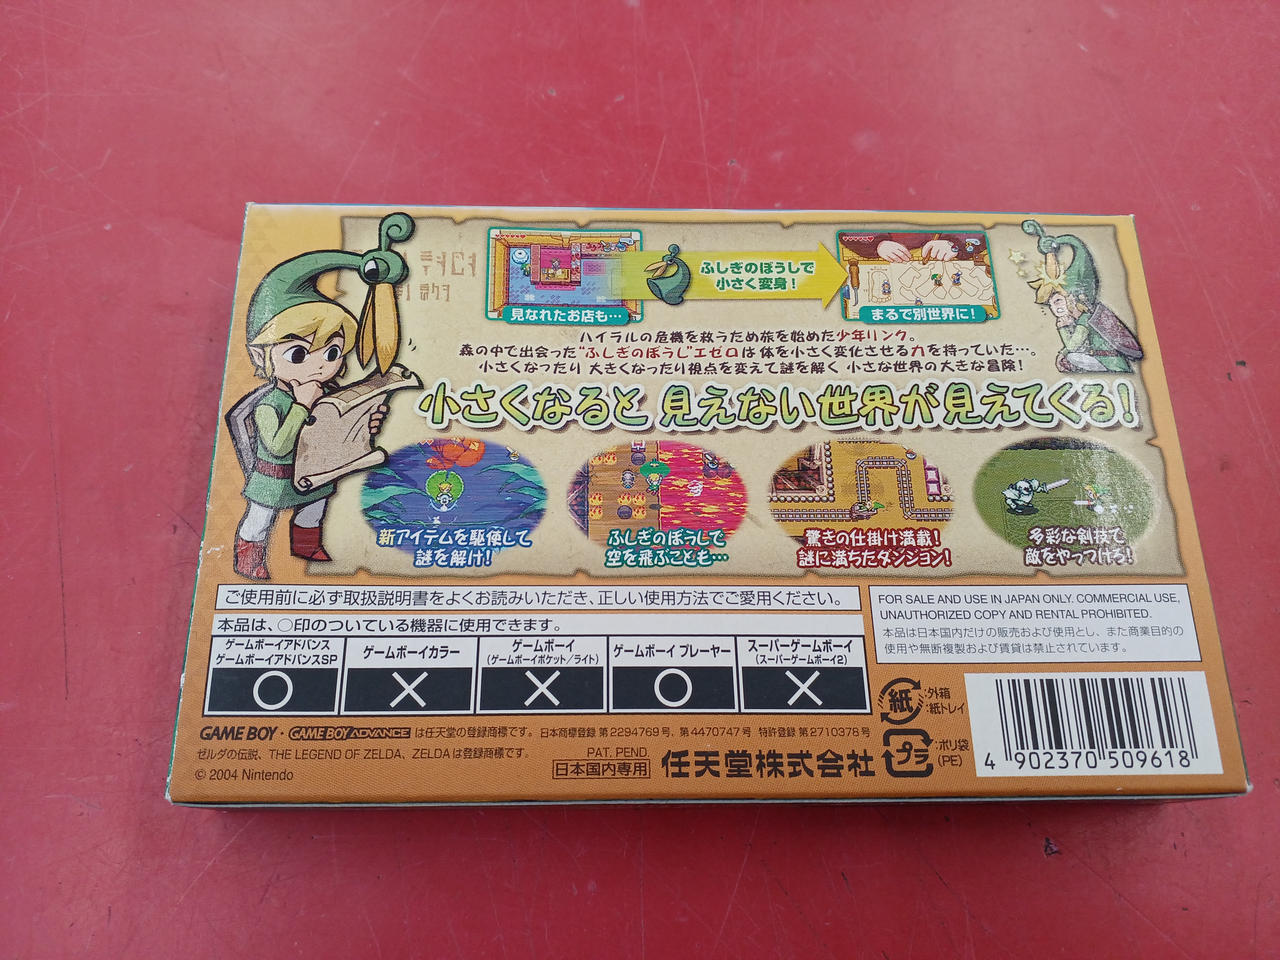 ふしぎのぼうしで
小さく変身！
見なれたお店も…
まるで別世界に！
ハイラルの危機を救うため旅を始めた少年リンク。
森の中で出会った"ふしぎのぼうし"エゼロは体を小さく変化させる力を持っていた…。
小さくなったり 大きくなったり視点を変えて謎を解く 小さな世界の大きな冒険！
小さくなると 見えない世界が見えてくる！
新アイテムを駆使して
謎を解け！
ふしぎのぼうしで
空を飛ぶことも…
驚きの仕掛け満載！
謎に満ちたダンジョン！
多彩な剣技で
敵をやっつけろ！
ご使用前に必ず取扱説明書をよくお読みいただき、正しい使用方法でご愛用ください。
本品は、○印のついている機器に使用できます。
ゲームボーイアドバンス
ゲームボーイアドバンスSP
ゲームボーイカラー
ゲームボーイ
(ゲームボーイポケット/ライト)
ゲームボーイ プレーヤー
スーパーゲームボーイ
(スーパーゲームボーイ2)
○ × × ○ ×
FOR SALE AND USE IN JAPAN ONLY. COMMERCIAL USE,
UNAUTHORIZED COPY AND RENTAL PROHIBITED.
本品は日本国内だけの販売および使用とし、また商業目的の
使用や無断複製および賃貸は禁止されています。
GAME BOY・GAME BOY ADVANCE は任天堂の登録商標です。 日本商標登録 第2294769号、第4470747号 特許登録 第2710378号
ゼルダの伝説、THE LEGEND OF ZELDA、ZELDAは登録商標です。
© 2004 Nintendo
PAT. PEND.
日本国内専用
任天堂株式会社
紙
:外箱
:紙トレイ
プラ
:ポリ袋
(PE)
4 902370 509618